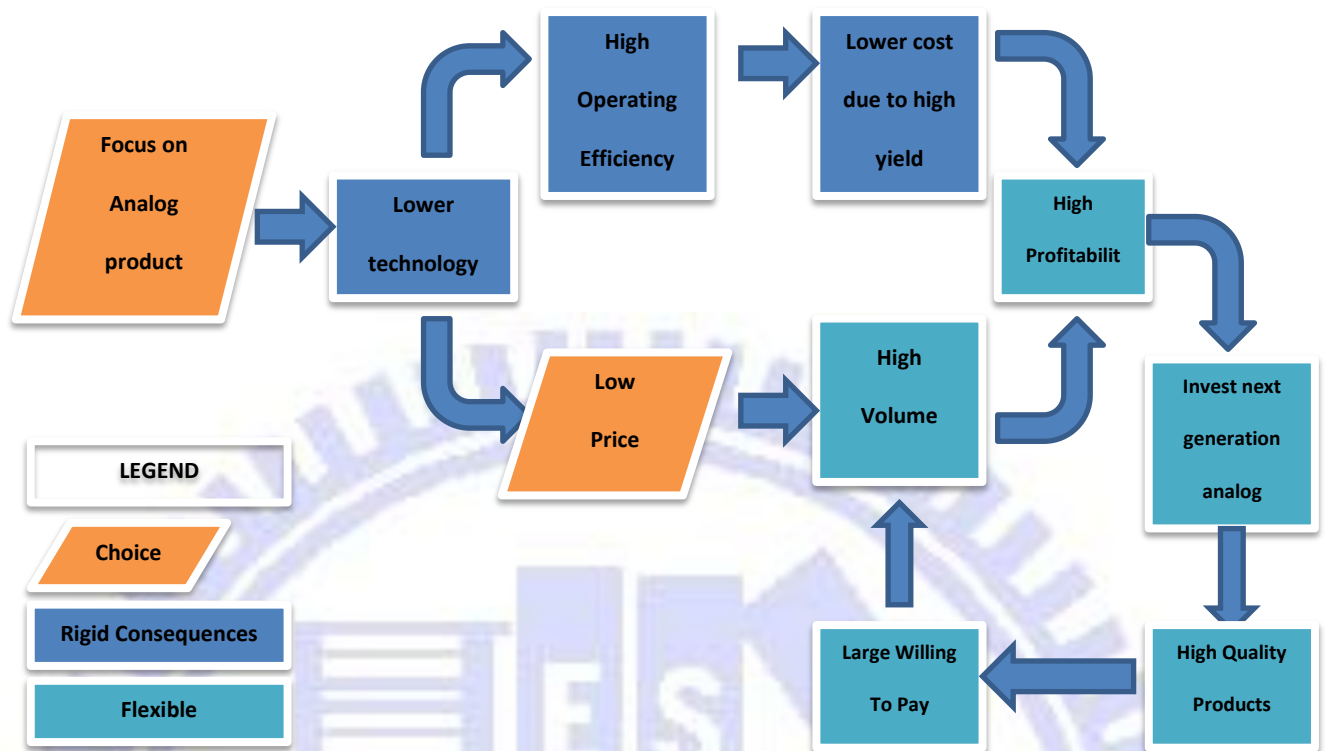 Focus on
Analog
product
Lower
technology
High
Operating
Efficiency
Lower cost
due to high
yield
High
Profitabilit
Low
Price
High
Volume
Invest next
generation
analog
High Quality
Products
Large Willing
To Pay
LEGEND
Choice
Rigid Consequences
Flexible
ES